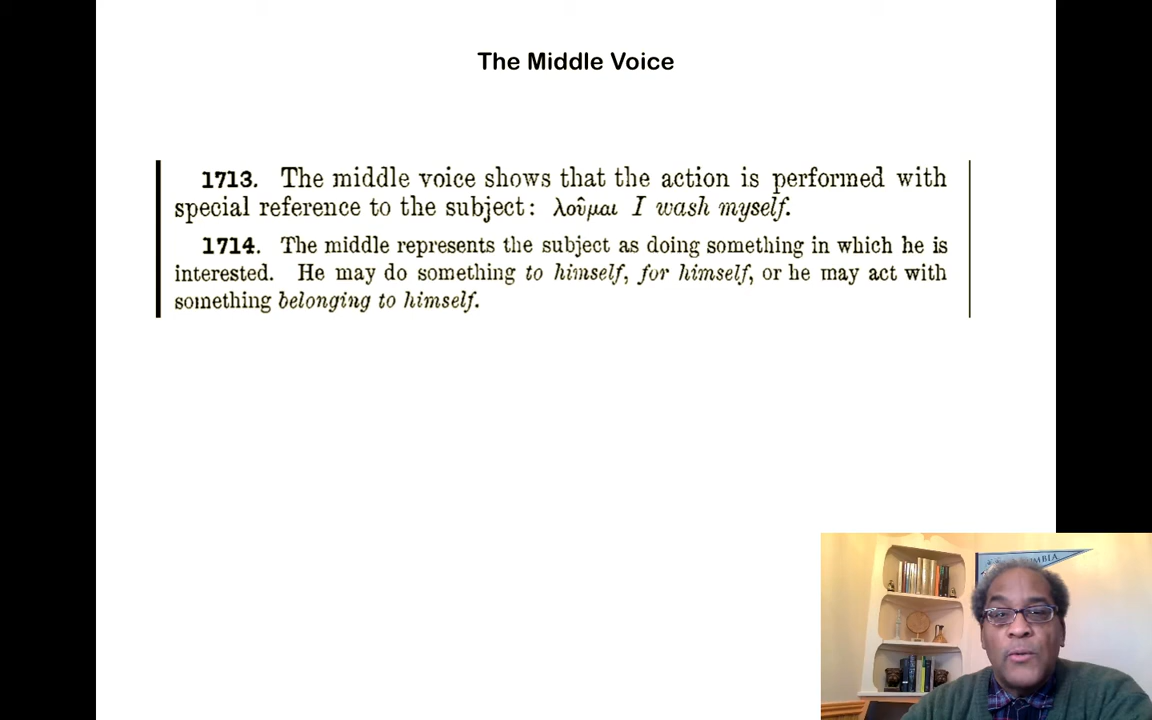 The Middle Voice
1713. The middle voice shows that the action is performed with
special reference to the subject: λοῦμαι I wash myself.
1714. The middle represents the subject as doing something in which he is
interested. He may do something to himself, for himself, or he may act with
something belonging to himself.